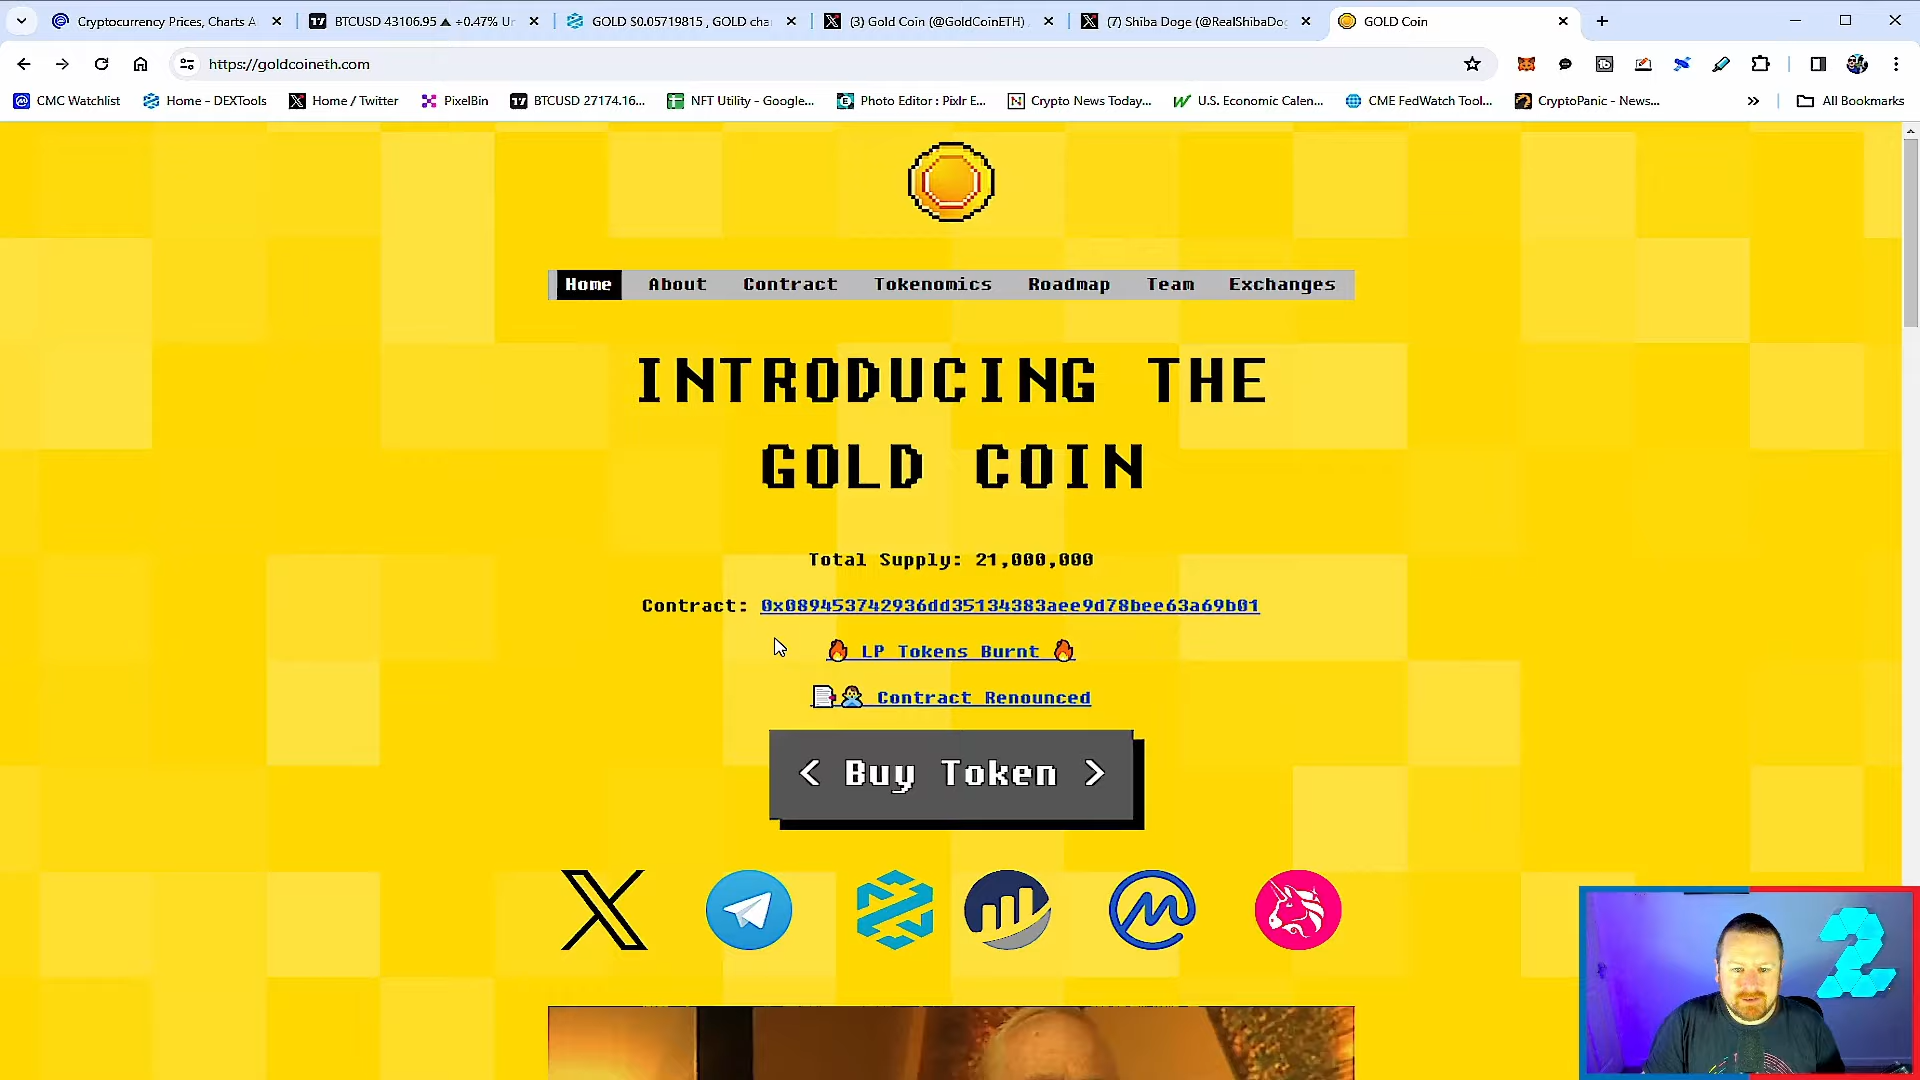 Cryptocurrency Prices, Charts A
BTCUSD 43106.95 ▲ +0.47% Un
GOLD $0.05719815 , GOLD cha
(3) Gold Coin (@GoldCoinETH)
(7) Shiba Doge (@RealShibaDog
GOLD Coin
https://goldcoineth.com
CMC Watchlist
Home - DEXTools
Home / Twitter
PixelBin
BTCUSD 27174.16...
NFT Utility - Google...
Photo Editor : Pixlr E...
Crypto News Today...
U.S. Economic Calen...
CME FedWatch Tool...
CryptoPanic - News...
All Bookmarks
Home About Contract Tokenomics Roadmap Team Exchanges
INTRODUCING THE
GOLD COIN
Total Supply: 21,000,000
Contract: 0x089453742936dd35134383aee9d78bee63a69b01
LP Tokens Burnt
Contract Renounced
< Buy Token >
2